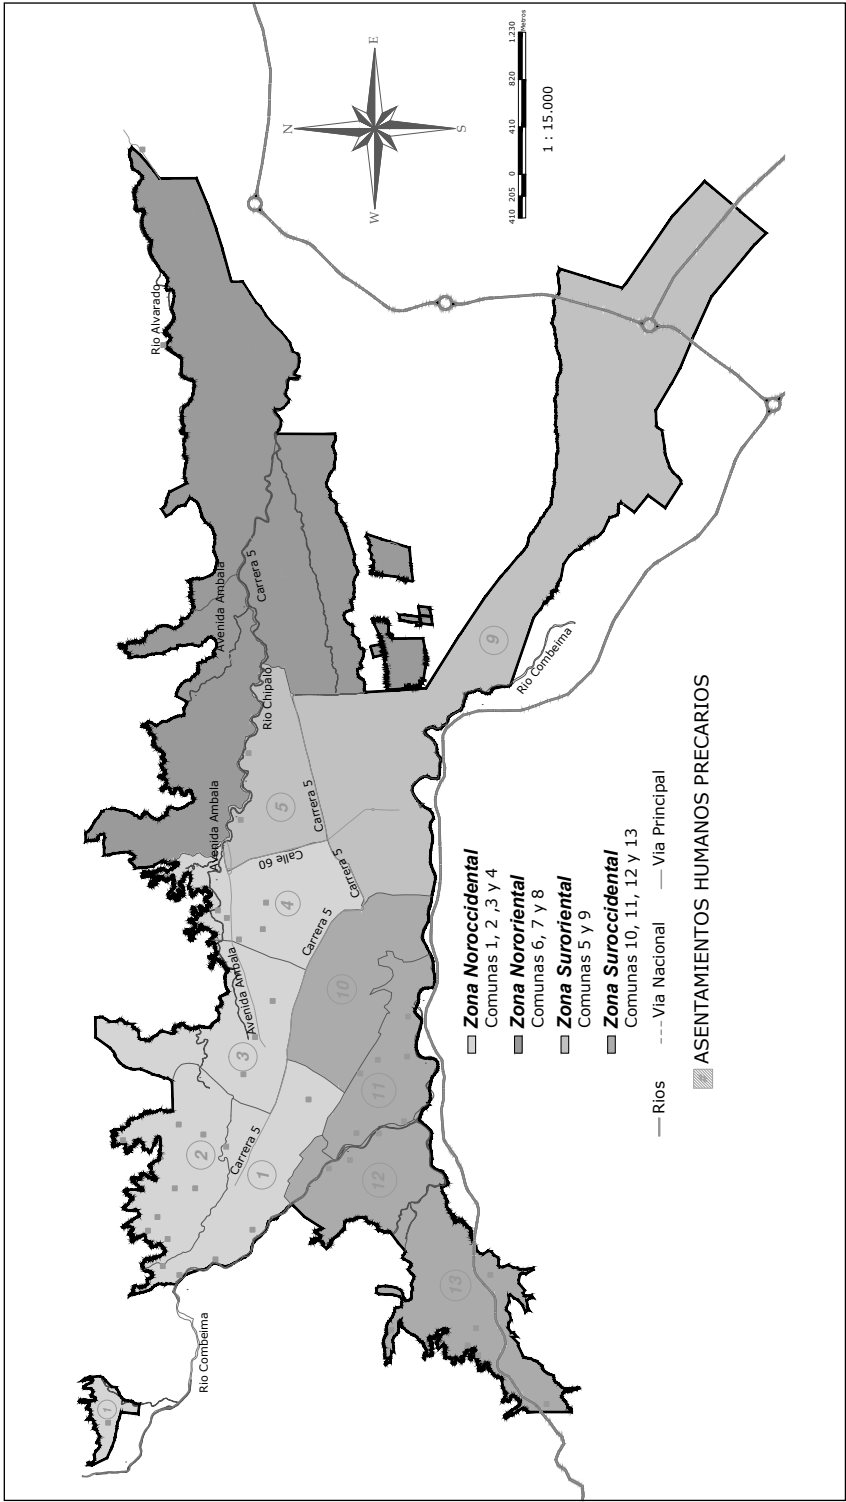 E
N
S
W
1.230
820
410
0
205
410
Metros
1 : 15.000
Rio Alvarado
Avenida Ambala
Carrera 5
Rio Chipalo
Avenida Ambala
Carrera 5
Calle 60
Carrera 5
Carrera 5
Avenida Ambala
Carrera 5
Rio Combeima
Rio Combeima
9
5
4
10
3
11
2
1
12
13
1
Zona Noroccidental
Comunas 1, 2 ,3 y 4
Zona Nororiental
Comunas 6, 7 y 8
Zona Suroriental
Comunas 5 y 9
Zona Suroccidental
Comunas 10, 11, 12 y 13
Rios
Via Nacional
Via Principal
ASENTAMIENTOS HUMANOS PRECARIOS